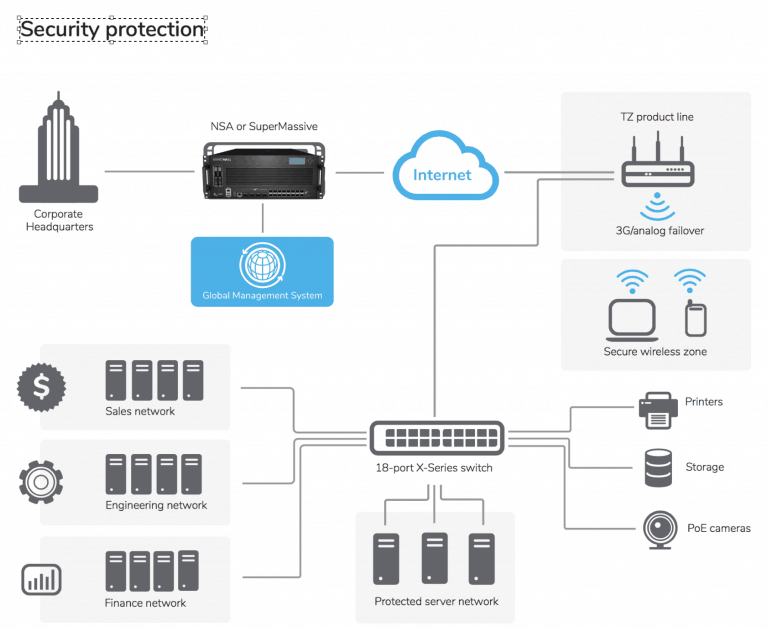 Security protection
NSA or SuperMassive
TZ product line
Internet
Corporate
Headquarters
3G/analog failover
Global Management System
Secure wireless zone
$
Sales network
Printers
18-port X-Series switch
Storage
Engineering network
PoE cameras
Finance network
Protected server network